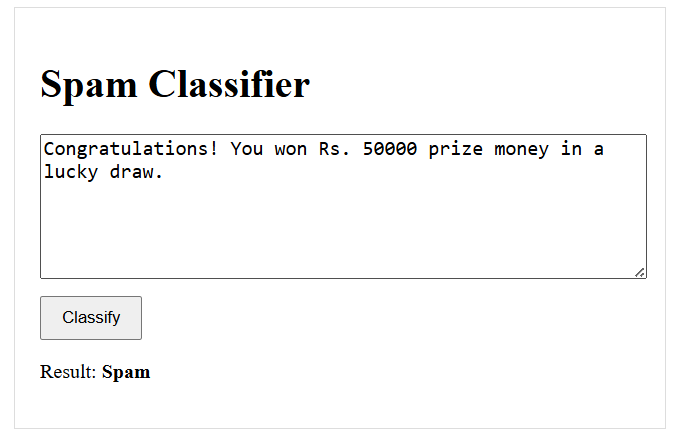 Spam Classifier
Congratulations! You won Rs. 50000 prize money in a
lucky draw.
Classify
Result: Spam